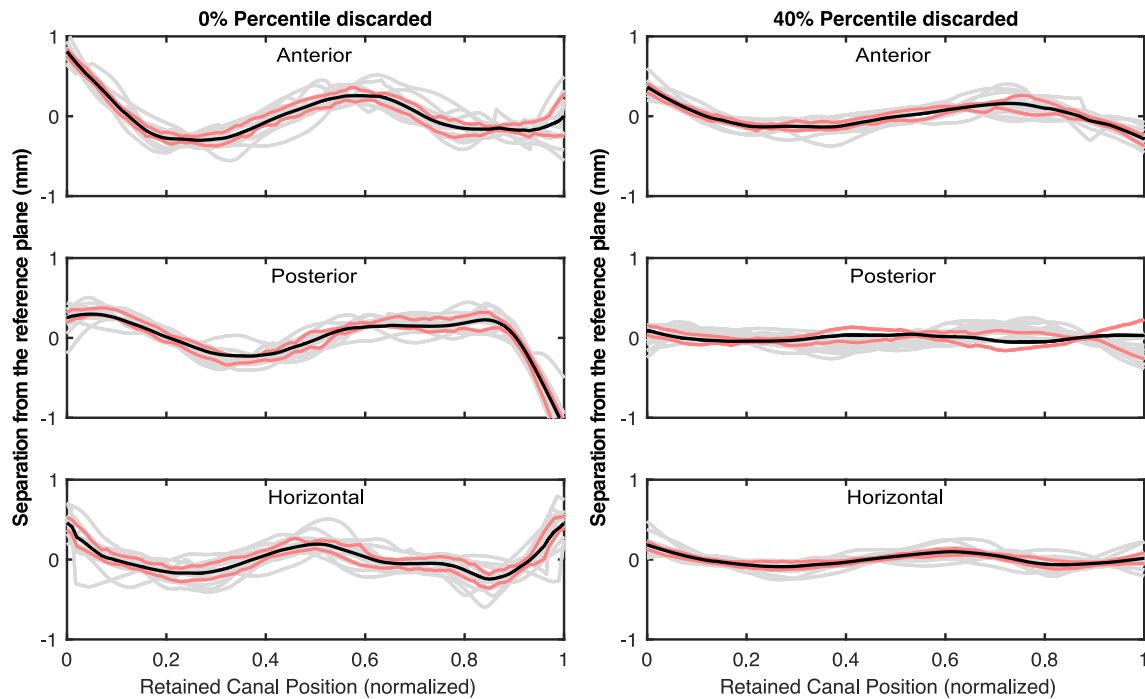 0% Percentile discarded
40% Percentile discarded
Separation from the reference plane (mm)
1
0
-1
Anterior
1
0
-1
Posterior
1
0
-1
Horizontal
0
0.2
0.4
0.6
0.8
1
Retained Canal Position (normalized)
Separation from the reference plane (mm)
1
0
-1
Anterior
1
0
-1
Posterior
1
0
-1
Horizontal
0
0.2
0.4
0.6
0.8
1
Retained Canal Position (normalized)